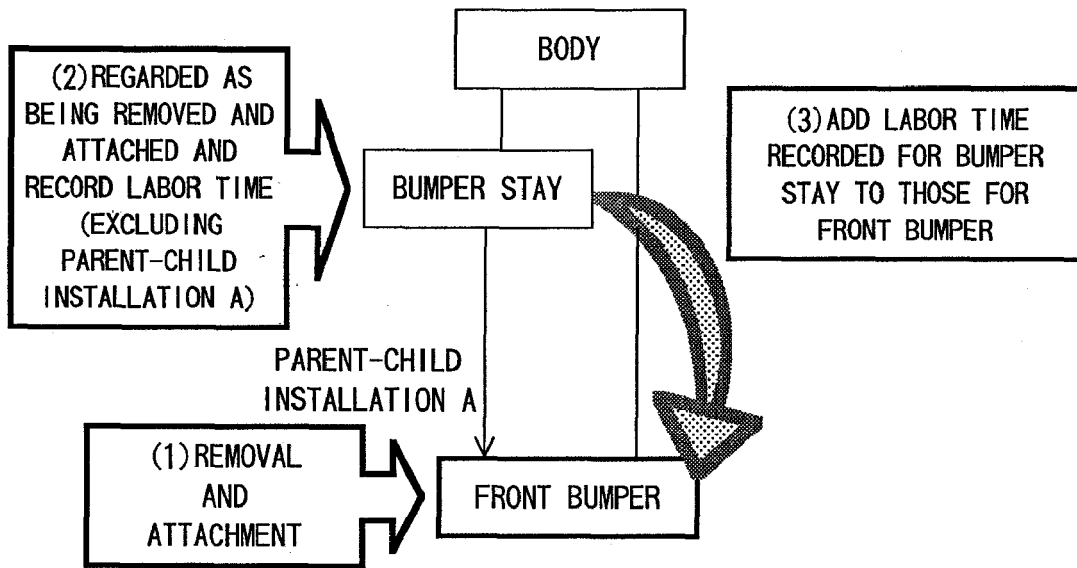 BODY
(2)REGARDED AS
BEING REMOVED AND
ATTACHED AND
RECORD LABOR TIME
(EXCLUDING
PARENT-CHILD
INSTALLATION A)
BUMPER STAY
(3)ADD LABOR TIME
RECORDED FOR BUMPER
STAY TO THOSE FOR
FRONT BUMPER
PARENT-CHILD
INSTALLATION A
(1)REMOVAL
AND
ATTACHMENT
FRONT BUMPER